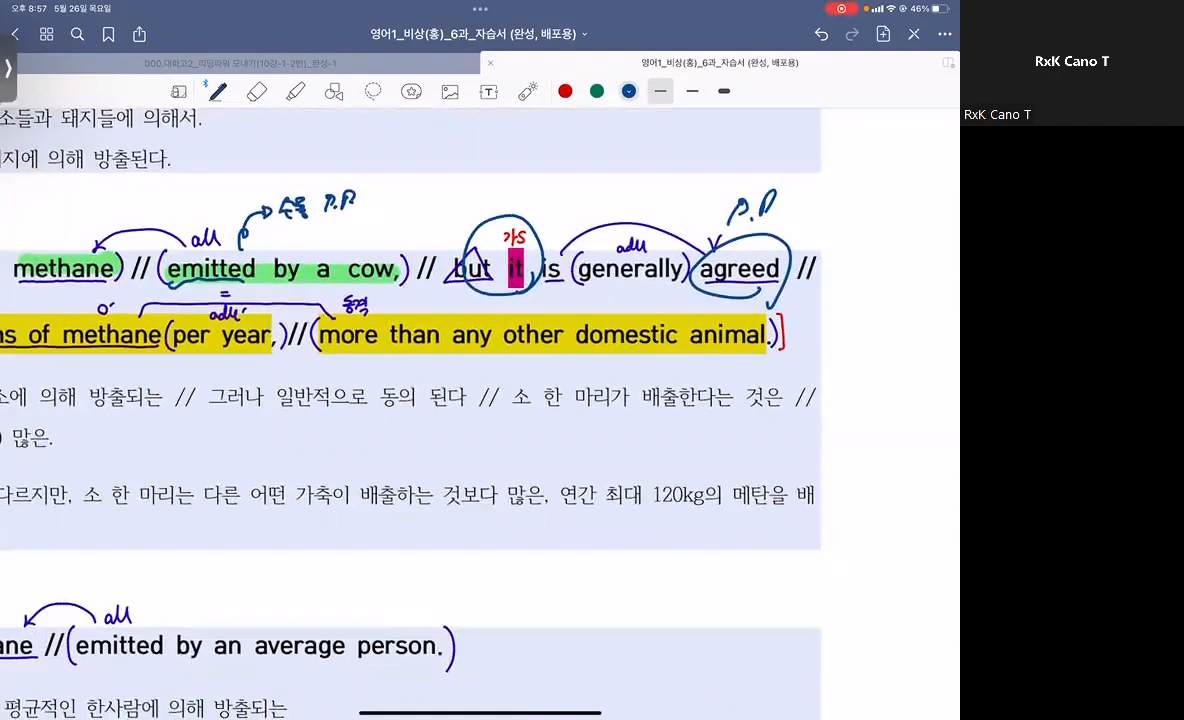 오후 8:57 5월 26일 목요일
46%
영어1_비상(홍)_6과_자습서 (완성, 배포용)
000.대화고2_리딩파워 모내기(10강-1-2번)_완성-1
영어1_비상(홍)_6과_자습서 (완성, 배포용)
RxK Cano T
RxK Cano T
소들과 돼지들에 의해서.
지에 의해 방출된다.
수동 P.P
P.P
adj
가S
adv
methane) // (emitted by a cow,) // but it is (generally) agreed //
O'
adv'
동격
ns of methane (per year,) // (more than any other domestic animal.)]
소에 의해 방출되는 // 그러나 일반적으로 동의 된다 // 소 한 마리가 배출한다는 것은 //
많은.
다르지만, 소 한 마리는 다른 어떤 가축이 배출하는 것보다 많은, 연간 최대 120kg의 메탄을 배
adj
ane // (emitted by an average person.)
평균적인 한사람에 의해 방출되는